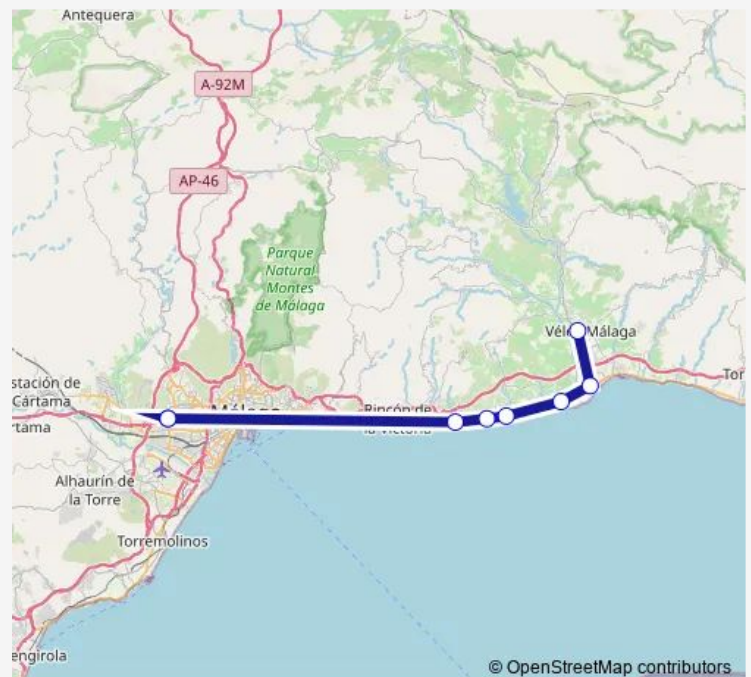 Antequera
A-92M
AP-46
Parque
Natural
Montes
de Málaga
Málaga
stación de
Cártama
rtama
Rincón de
la Victoria
Tor
Alhaurín de
la Torre
Torremolinos
engirola
© OpenStreetMap contributors